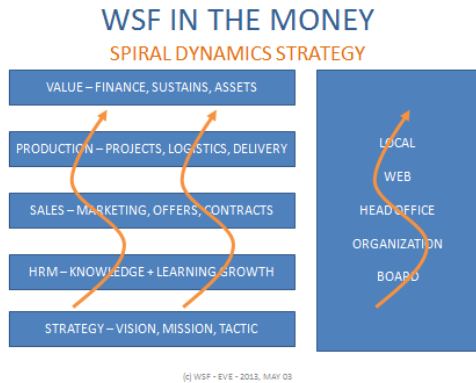 WSF IN THE MONEY
SPIRAL DYNAMICS STRATEGY
VALUE – FINANCE, SUSTAINS, ASSETS
PRODUCTION – PROJECTS, LOGISTICS, DELIVERY
SALES – MARKETING, OFFERS, CONTRACTS
HRM – KNOWLEDGE + LEARNING GROWTH
STRATEGY – VISION, MISSION, TACTIC
LOCAL
WEB
HEAD OFFICE
ORGANIZATION
BOARD
(c) WSF - EVE - 2013, MAY 03